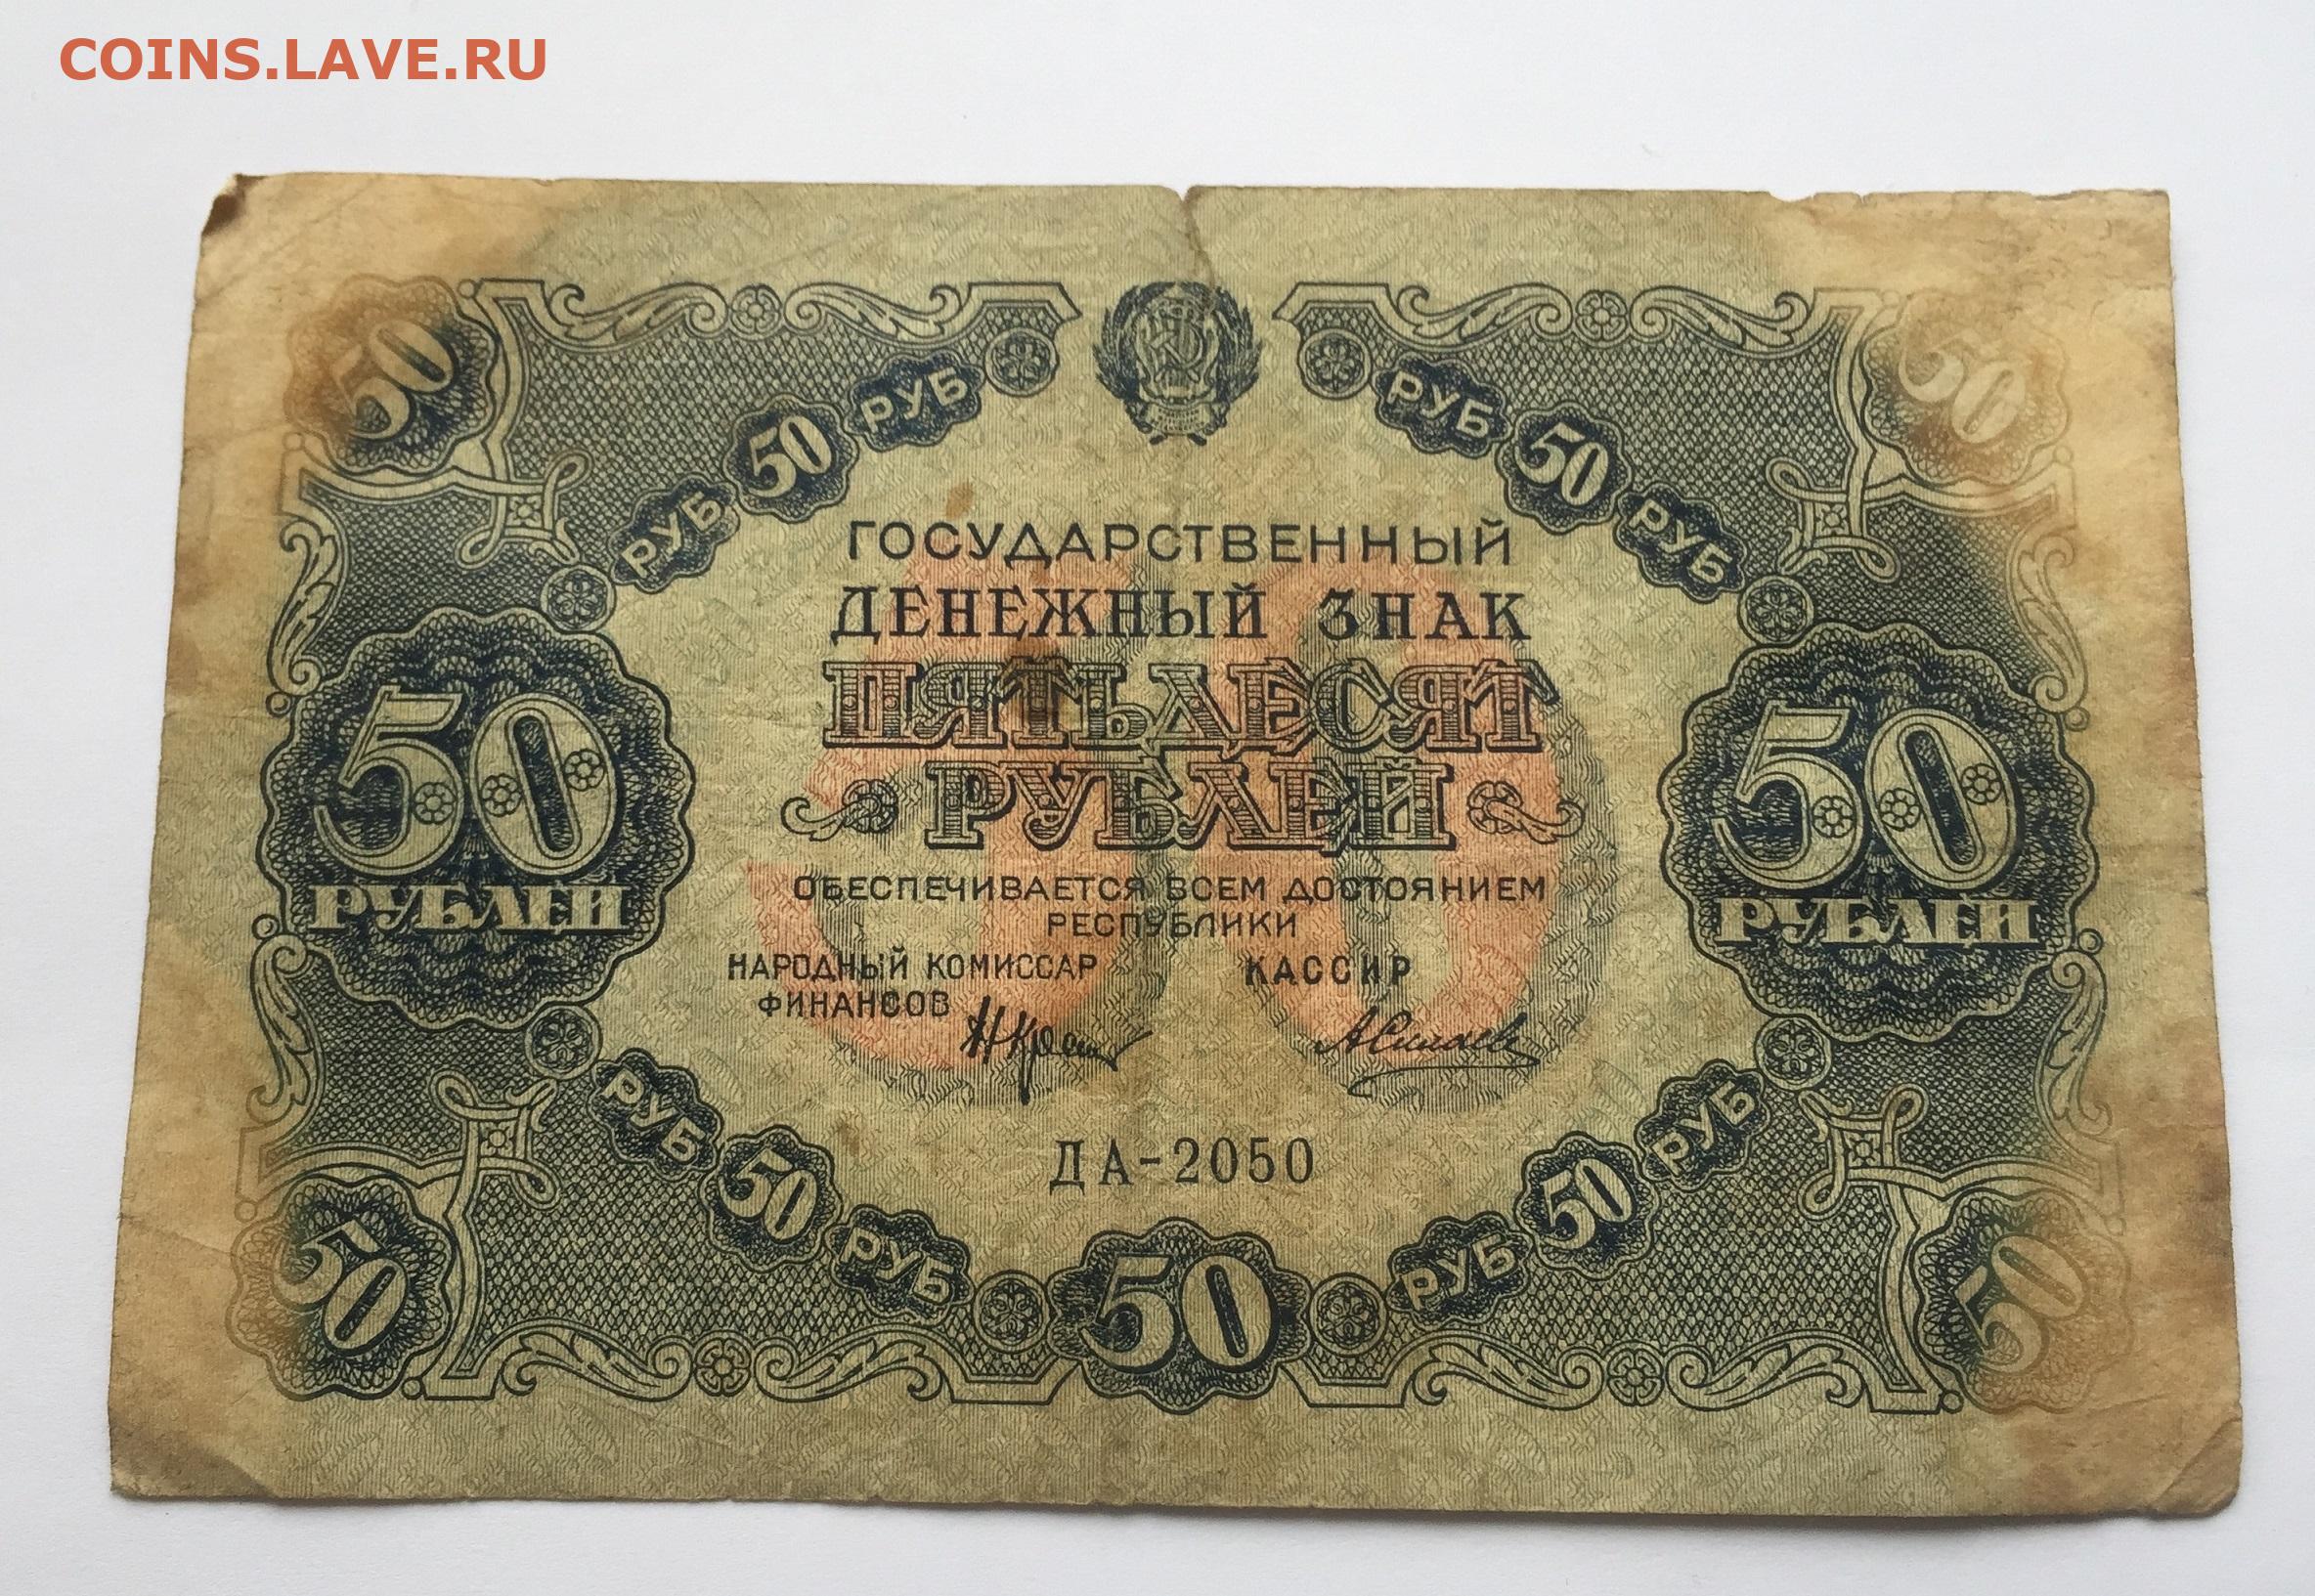 COINS.LAVE.RU
50 50
РУБ 50 РУБ РУБ 50 РУБ
ГОСУДАРСТВЕННЫЙ
ДЕНЕЖНЫЙ ЗНАК
ПЯТЬДЕСЯТ
РУБЛЕЙ
50
РУБЛЕЙ
50
РУБЛЕЙ
50
ОБЕСПЕЧИВАЕТСЯ ВСЕМ ДОСТОЯНИЕМ
РЕСПУБЛИКИ
НАРОДНЫЙ КОМИССАР
ФИНАНСОВ
КАССИР
А Силаев
ДА-2050
РУБ 50 РУБ 50 РУБ 50 РУБ
50 50